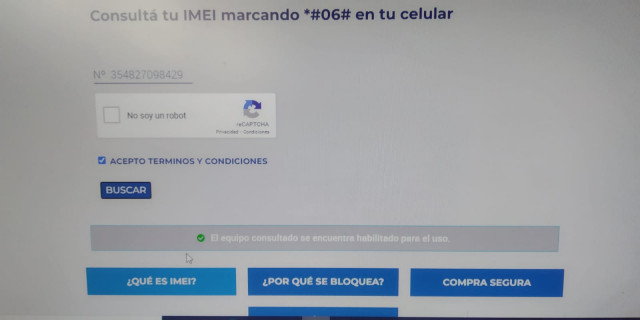 Consultá tu IMEI marcando *#06# en tu celular
Nº 354827098429
No soy un robot
reCAPTCHA
Privacidad - Condiciones
ACEPTO TERMINOS Y CONDICIONES
BUSCAR
El equipo consultado se encuentra habilitado para el uso.
¿QUÉ ES IMEI?
¿POR QUÉ SE BLOQUEA?
COMPRA SEGURA